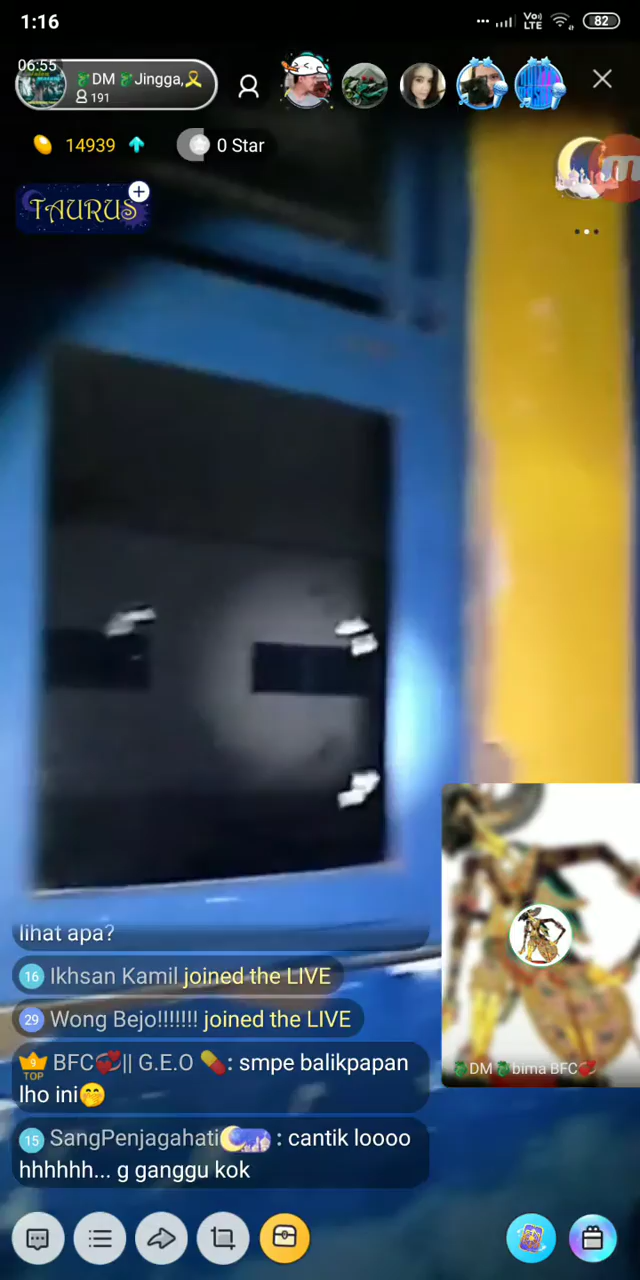 1:16
Vo)
LTE
82
06:55
🐉DM 🐉Jingga,🎗️
191
14939
0 Star
TAURUS
lihat apa?
16 Ikhsan Kamil joined the LIVE
29 Wong Bejo!!!!!!! joined the LIVE
9 TOP BFC💞|| G.E.O 💊: smpe balikpapan
lho ini🤭
15 SangPenjagahati : cantik loooo
hhhhhh... g ganggu kok
🐉DM 🐉bima BFC💞